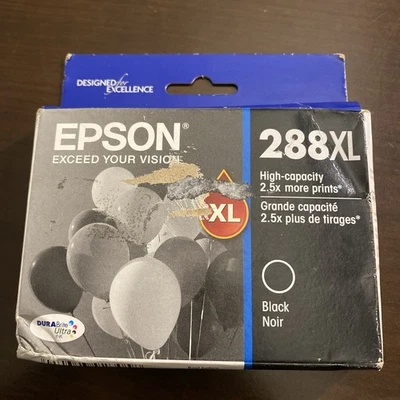 DESIGNED for
EXCELLENCE
EPSON®
EXCEED YOUR VISION
288XL
High-capacity
2.5x more prints*
Grande capacité
2.5x plus de tirages*
XL
Black
Noir
DURABrite
Ultra
INK